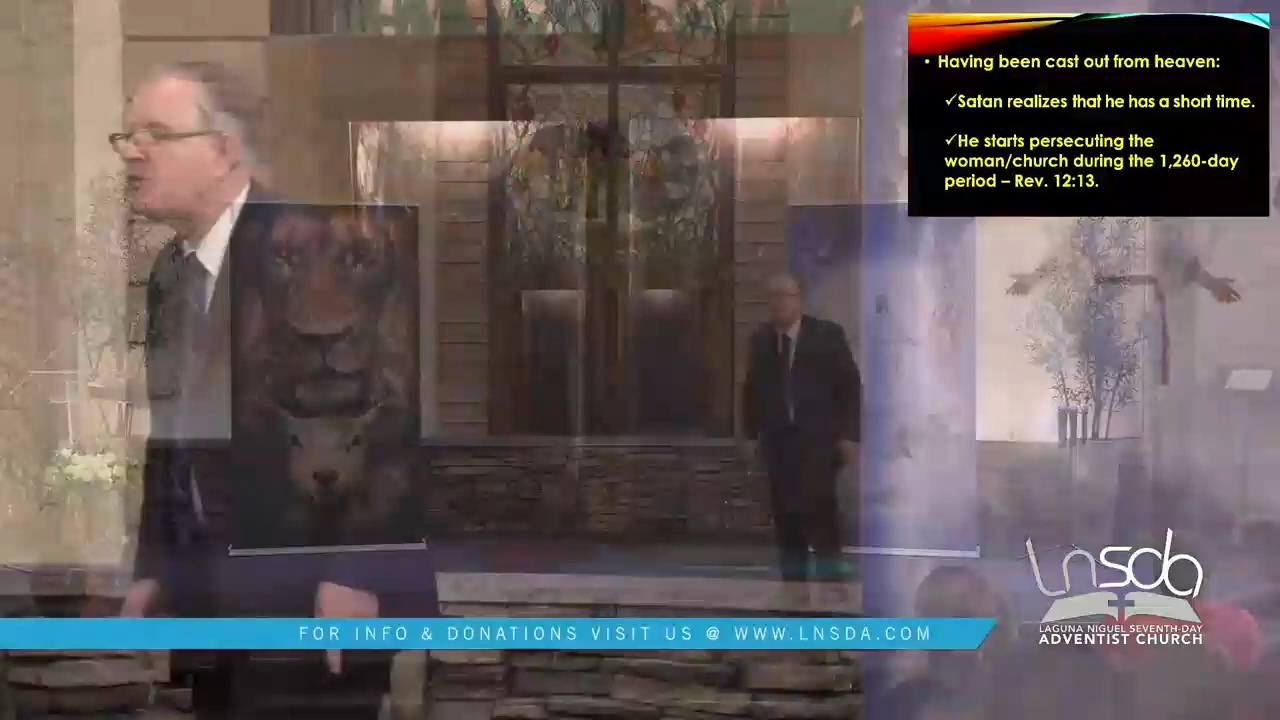 • Having been cast out from heaven:
✓Satan realizes that he has a short time.
✓He starts persecuting the
woman/church during the 1,260-day
period – Rev. 12:13.
FOR INFO & DONATIONS VISIT US @ WWW.LNSDA.COM
Lnsda
LAGUNA NIGUEL SEVENTH-DAY
ADVENTIST CHURCH